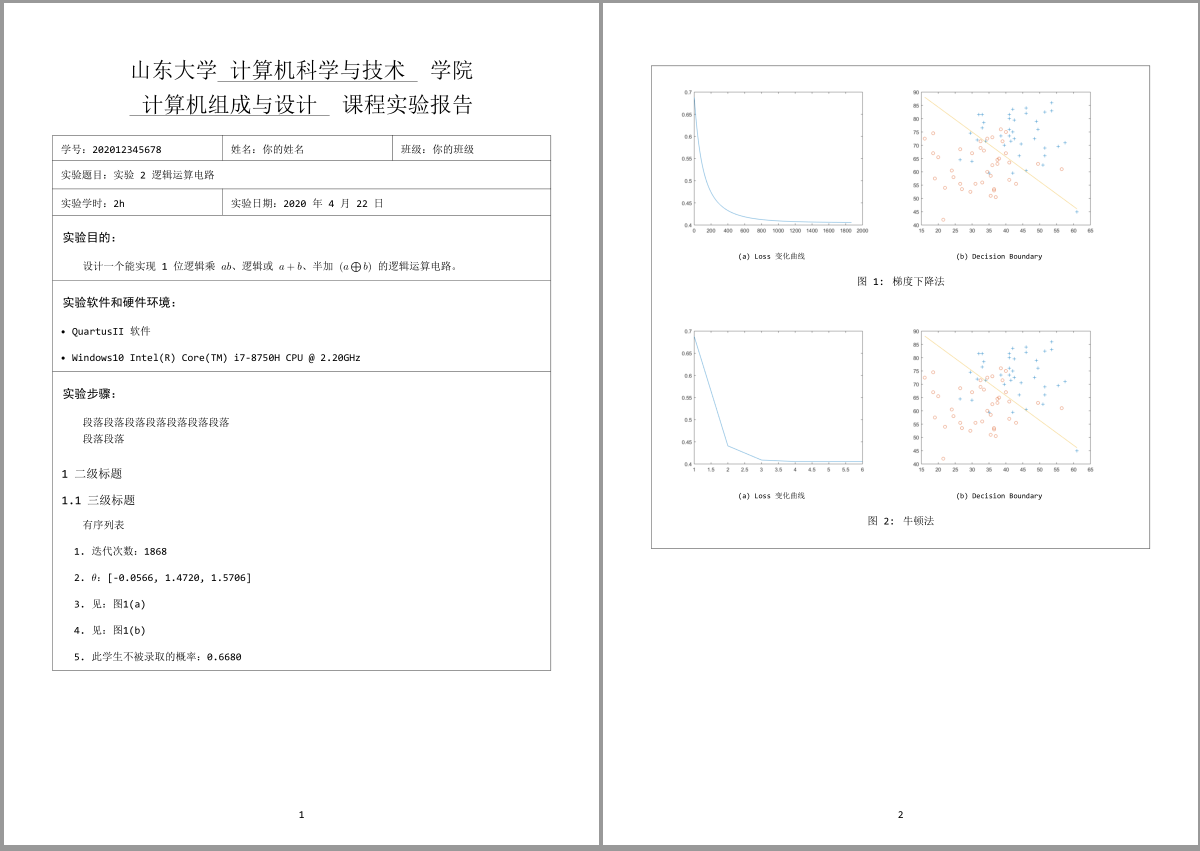 山东大学 计算机科学与技术 学院
计算机组成与设计 课程实验报告
学号: 202012345678 姓名: 你的姓名 班级: 你的班级
实验题目: 实验 2 逻辑运算电路
实验学时: 2h 实验日期: 2020 年 4 月 22 日
实验目的:
设计一个能实现 1 位逻辑乘 ab、逻辑或 a + b、半加 (a⊕b) 的逻辑运算电路。
实验软件和硬件环境:
• QuartusII 软件
• Windows10 Intel(R) Core(TM) i7-8750H CPU @ 2.20GHz
实验步骤:
段落段落段落段落段落段落段落
段落段落
1 二级标题
1.1 三级标题
有序列表
1. 迭代次数: 1868
2. θ: [-0.0566, 1.4720, 1.5706]
3. 见: 图1(a)
4. 见: 图1(b)
5. 此学生不被录取的概率: 0.6680
1
0.7
0.65
0.6
0.55
0.5
0.45
0.4
0 200 400 600 800 1000 1200 1400 1600 1800 2000
(a) Loss 变化曲线
90
85
80
75
70
65
60
55
50
45
40
15 20 25 30 35 40 45 50 55 60 65
(b) Decision Boundary
图 1: 梯度下降法
0.7
0.65
0.6
0.55
0.5
0.45
0.4
1 1.5 2 2.5 3 3.5 4 4.5 5 5.5 6
(a) Loss 变化曲线
90
85
80
75
70
65
60
55
50
45
40
15 20 25 30 35 40 45 50 55 60 65
(b) Decision Boundary
图 2: 牛顿法
2